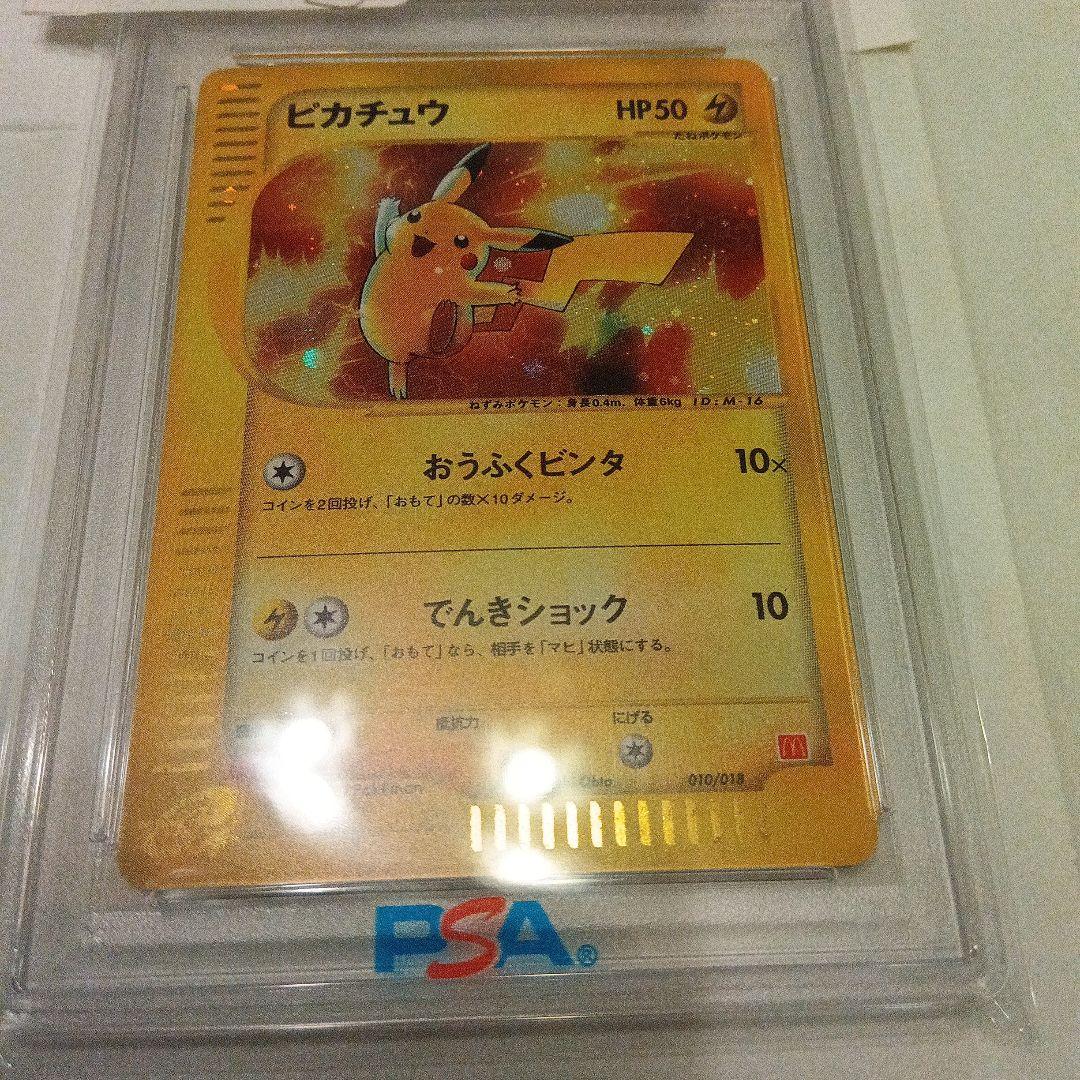 ピカチュウ HP50
たねポケモン
ねずみポケモン・身長0.4m、体重6kg ID:M-16
おうふくビンタ 10×
コインを2回投げ、「おもて」の数×10ダメージ。
でんきショック 10
コインを1回投げ、「おもて」なら、相手を「マヒ」状態にする。
抵抗力 にげる
010/018
PSA®